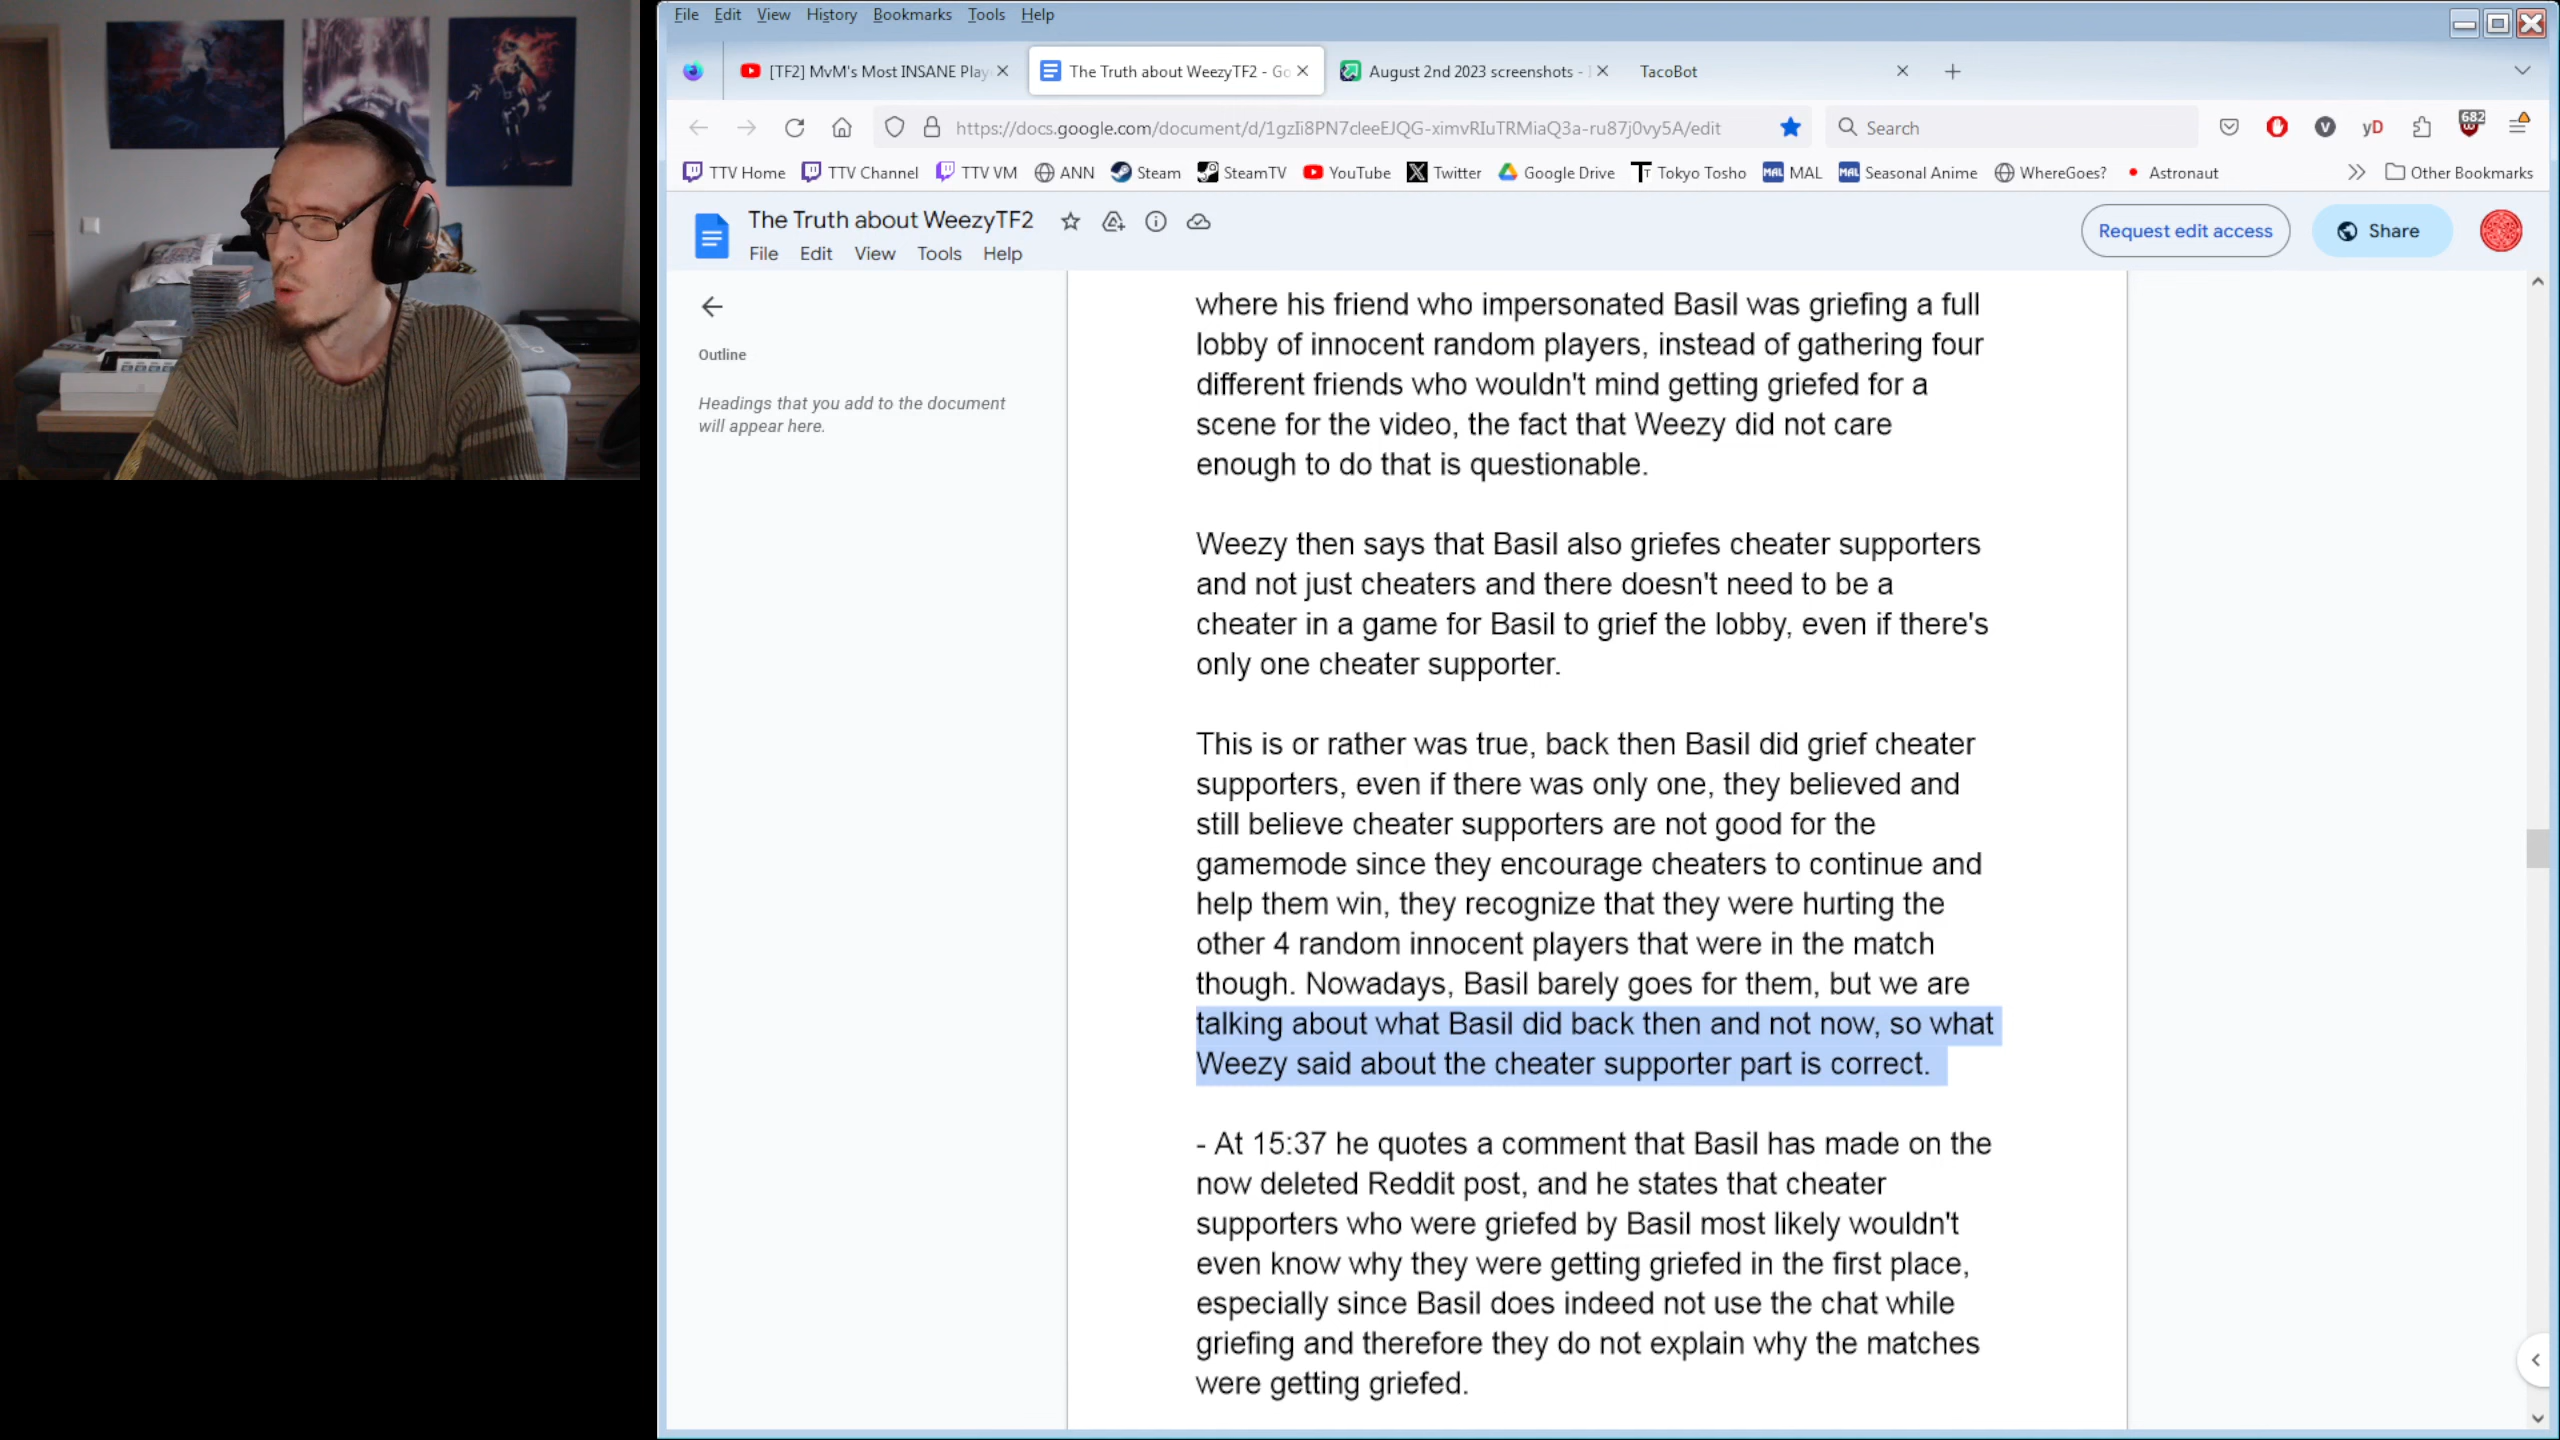 File Edit View History Bookmarks Tools Help
[TF2] MvM's Most INSANE Play
The Truth about WeezyTF2 - Go
August 2nd 2023 screenshots -
TacoBot
https://docs.google.com/document/d/1gzIi8PN7cleeEJQG-ximvRIuTRMiaQ3a-ru87j0vy5A/edit
Search
682
TTV Home TTV Channel TTV VM ANN Steam SteamTV YouTube Twitter Google Drive Tokyo Tosho MAL Seasonal Anime WhereGoes? Astronaut Other Bookmarks
The Truth about WeezyTF2
File Edit View Tools Help
Request edit access
Share
Outline
Headings that you add to the document
will appear here.
where his friend who impersonated Basil was griefing a full
lobby of innocent random players, instead of gathering four
different friends who wouldn't mind getting griefed for a
scene for the video, the fact that Weezy did not care
enough to do that is questionable.
Weezy then says that Basil also griefes cheater supporters
and not just cheaters and there doesn't need to be a
cheater in a game for Basil to grief the lobby, even if there's
only one cheater supporter.
This is or rather was true, back then Basil did grief cheater
supporters, even if there was only one, they believed and
still believe cheater supporters are not good for the
gamemode since they encourage cheaters to continue and
help them win, they recognize that they were hurting the
other 4 random innocent players that were in the match
though. Nowadays, Basil barely goes for them, but we are
talking about what Basil did back then and not now, so what
Weezy said about the cheater supporter part is correct.
- At 15:37 he quotes a comment that Basil has made on the
now deleted Reddit post, and he states that cheater
supporters who were griefed by Basil most likely wouldn't
even know why they were getting griefed in the first place,
especially since Basil does indeed not use the chat while
griefing and therefore they do not explain why the matches
were getting griefed.